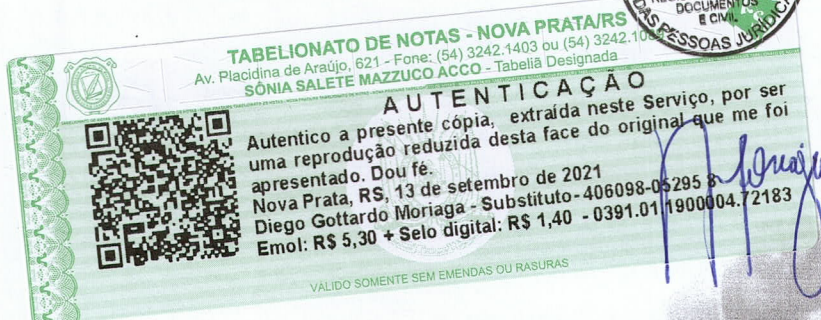 DOCUMENTOS
E CIVIL
DAS PESSOAS JURÍDICA
TABELIONATO DE NOTAS - NOVA PRATA/RS
Av. Placidina de Araújo, 621 - Fone: (54) 3242.1403 ou (54) 3242.10
SÔNIA SALETE MAZZUCO ACCO - Tabeliã Designada
AUTENTICAÇÃO
Autentico a presente cópia, extraída neste Serviço, por ser
uma reprodução reduzida desta face do original que me foi
apresentado. Dou fé.
Nova Prata, RS, 13 de setembro de 2021
Diego Gottardo Moriaga - Substituto - 406098-05295 8
Emol: R$ 5,30 + Selo digital: R$ 1,40 - 0391.01.1900004.72183
VÁLIDO SOMENTE SEM EMENDAS OU RASURAS